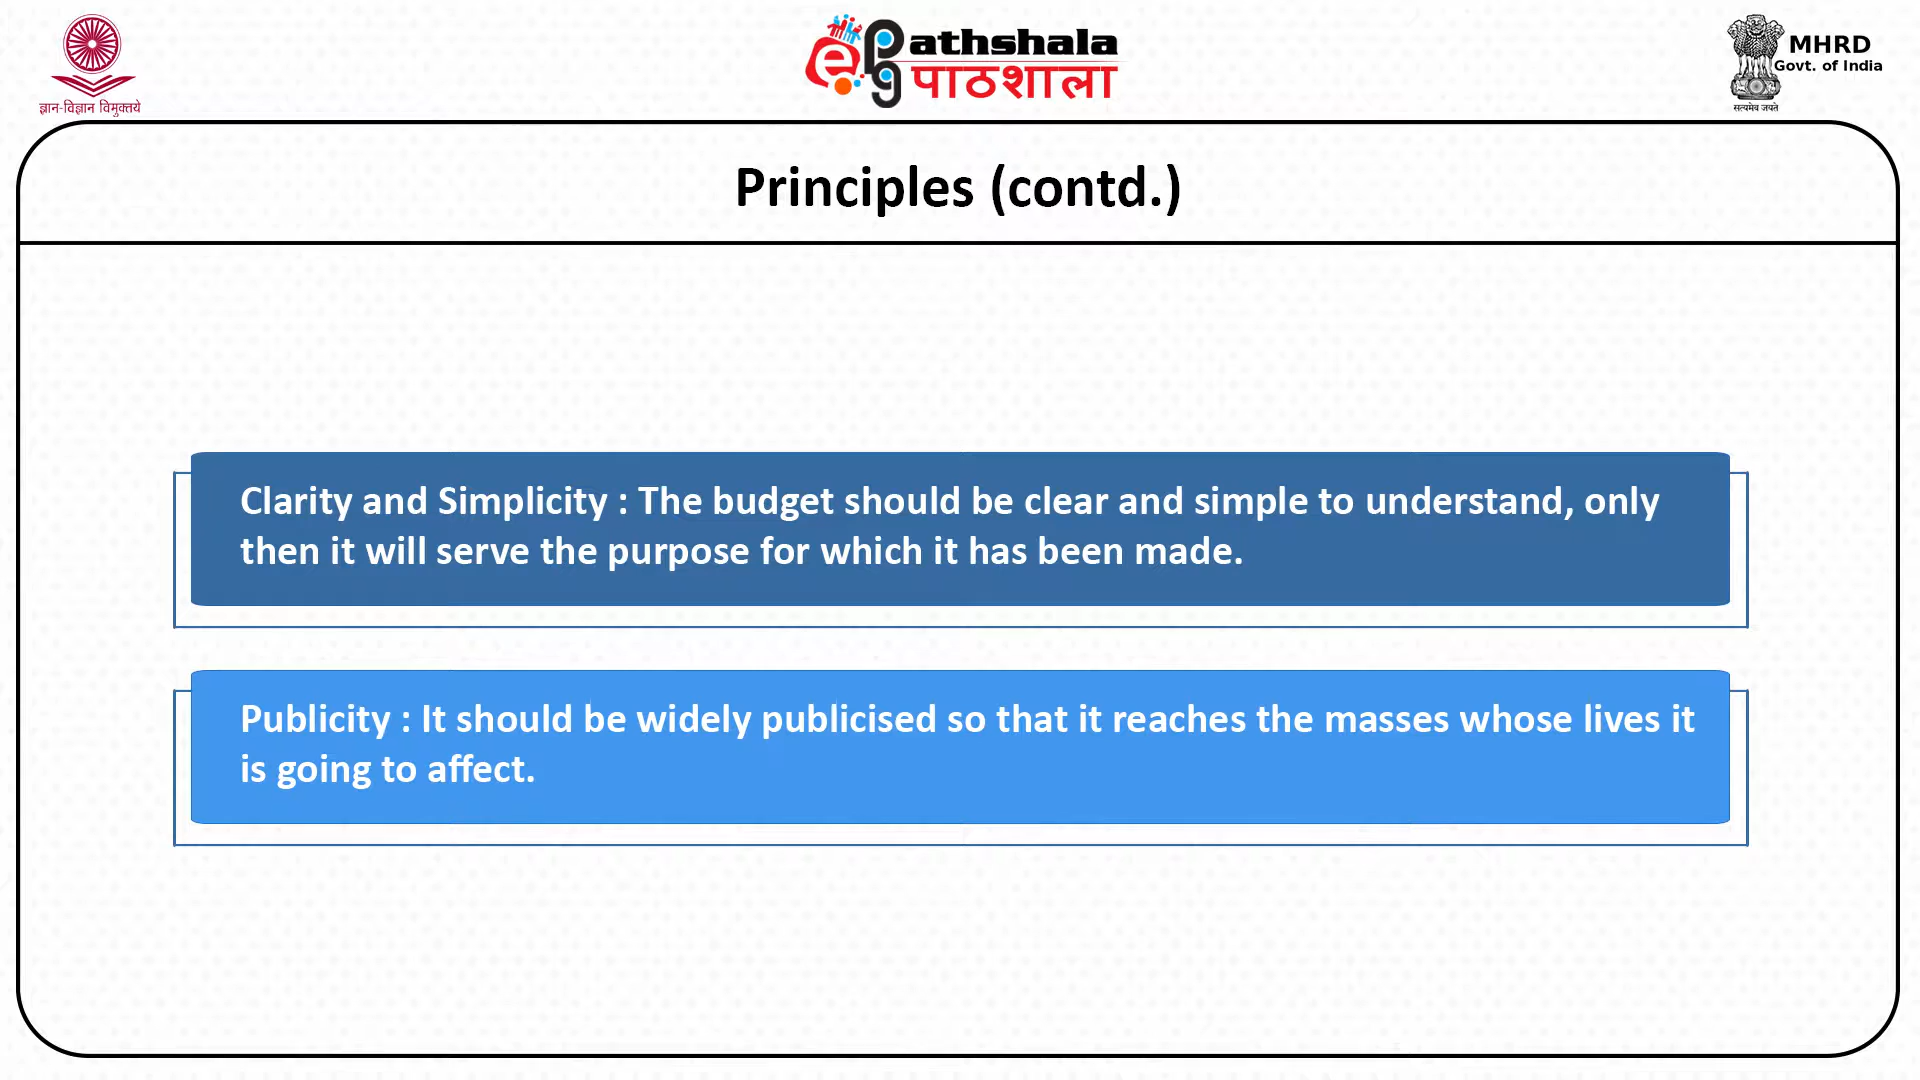 ज्ञान-विज्ञान विमुक्तये
e pg Pathshala
पाठशाला
MHRD
Govt. of India
सत्यमेव जयते
Principles (contd.)
Clarity and Simplicity : The budget should be clear and simple to understand, only
then it will serve the purpose for which it has been made.
Publicity : It should be widely publicised so that it reaches the masses whose lives it
is going to affect.